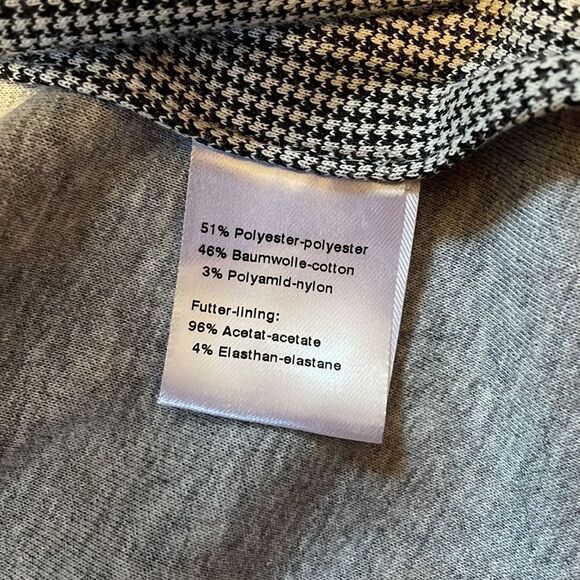 51% Polyester-polyester
46% Baumwolle-cotton
3% Polyamid-nylon
Futter-lining:
96% Acetat-acetate
4% Elasthan-elastane